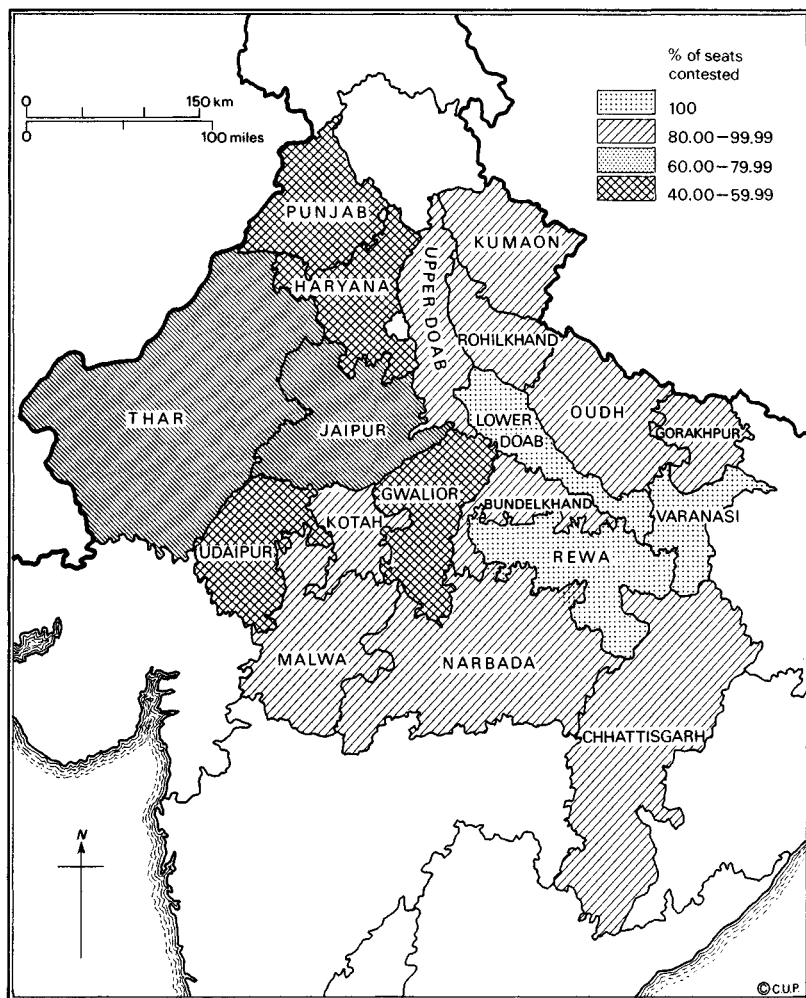 % of seats
contested
100
80.00–99.99
60.00–79.99
40.00–59.99
0 150 km
0 100 miles
PUNJAB
KUMAON
HARYANA
UPPER DOAB
ROHILKHAND
THAR
JAIPUR
LOWER
DOAB
OUDH
GORAKHPUR
GWALIOR
KOTAH
BUNDELKHAND
VARANASI
UDAIPUR
REWA
MALWA
NARBADA
CHHATTISGARH
N
© C.U.P.